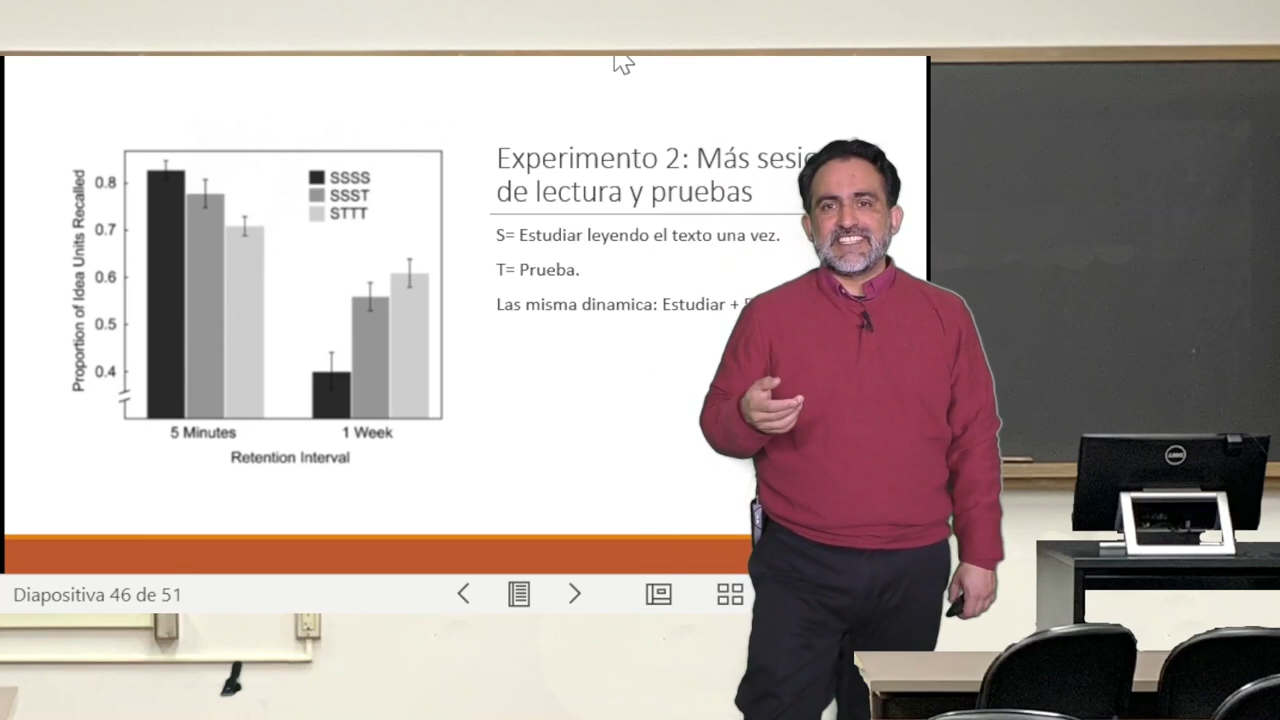 0.8
0.7
0.6
0.5
0.4
Proportion of Idea Units Recalled
SSSS
SSST
STTT
5 Minutes
1 Week
Retention Interval
Experimento 2: Más
de lectura y pruebas
S= Estudiar leyendo el texto una vez.
T= Prueba.
Las misma dinamica: Estudiar +
Diapositiva 46 de 51
DELL